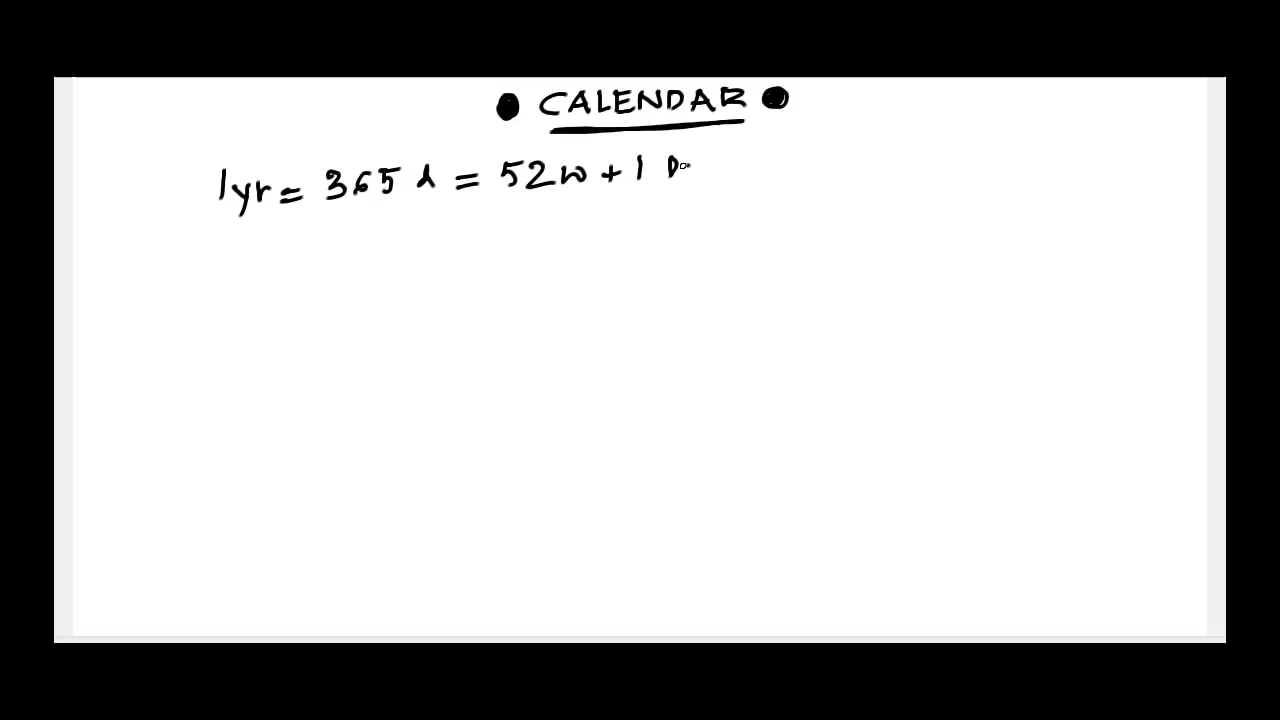 • CALENDAR •
1yr = 365 d = 52w + 1 D